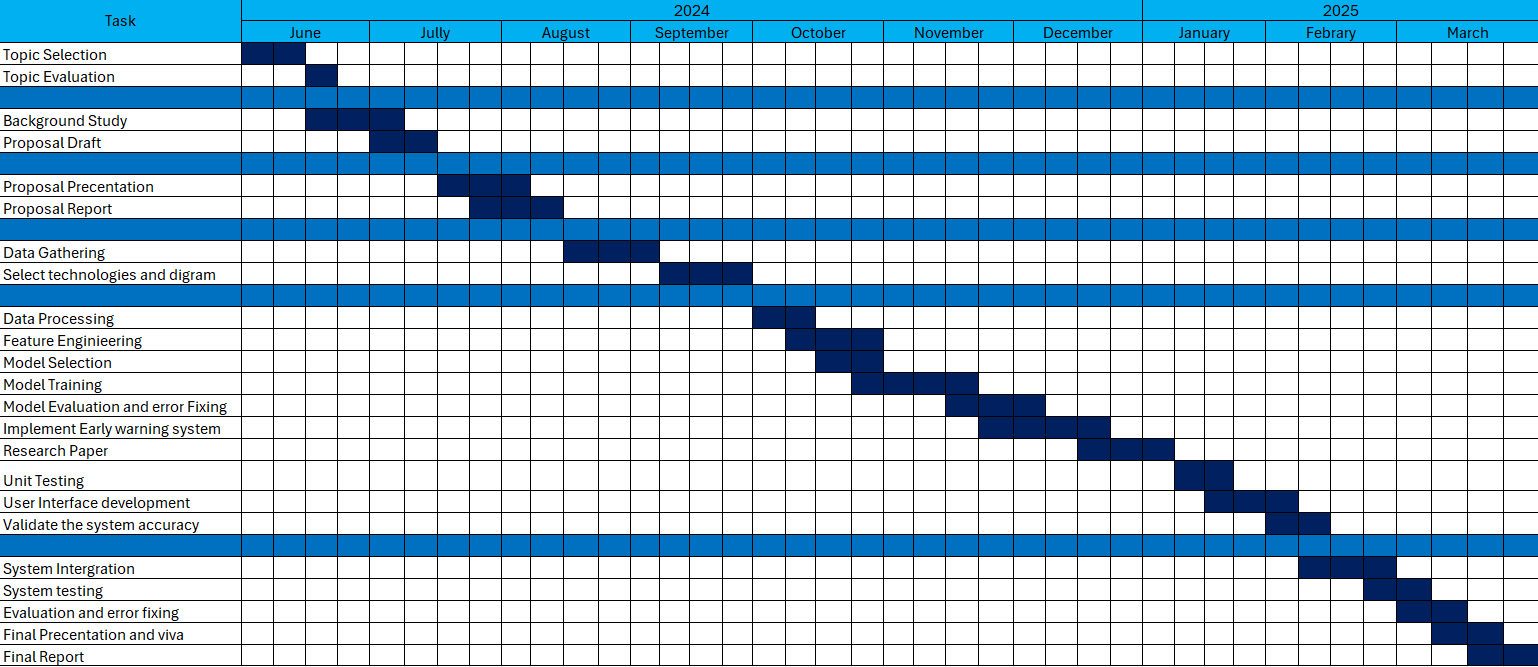 Task
2024
2025
June
Jully
August
September
October
November
December
January
Febrary
March
Topic Selection
Topic Evaluation
Background Study
Proposal Draft
Proposal Precentation
Proposal Report
Data Gathering
Select technologies and digram
Data Processing
Feature Enginieering
Model Selection
Model Training
Model Evaluation and error Fixing
Implement Early warning system
Research Paper
Unit Testing
User Interface development
Validate the system accuracy
System Intergration
System testing
Evaluation and error fixing
Final Precentation and viva
Final Report